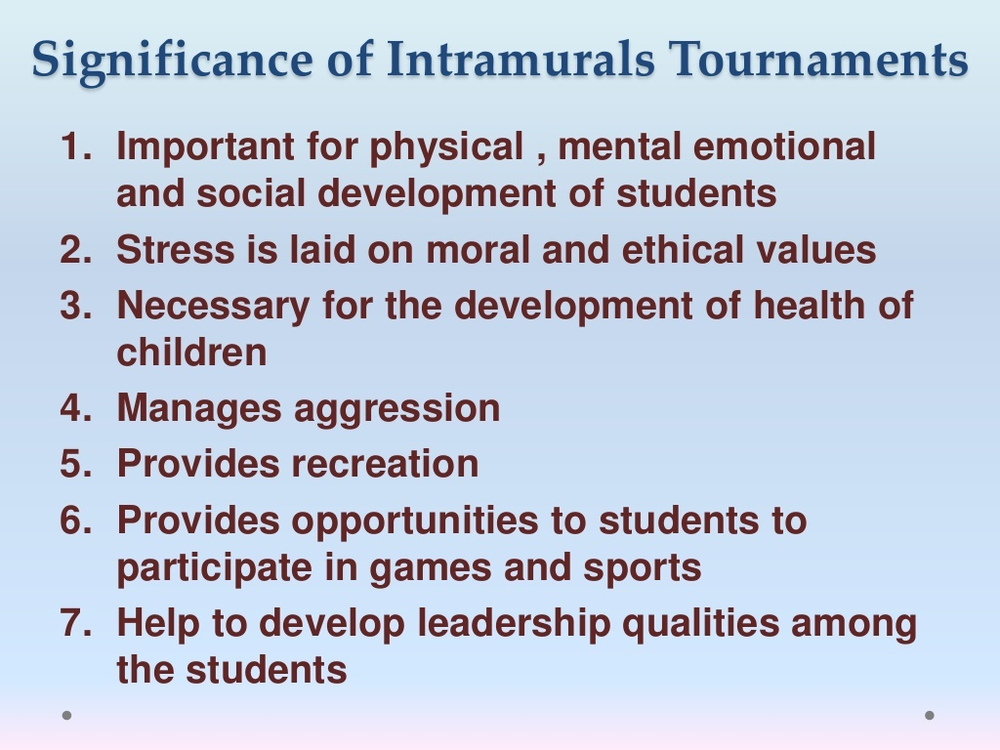 Significance of Intramurals Tournaments
1. Important for physical , mental emotional
and social development of students
2. Stress is laid on moral and ethical values
3. Necessary for the development of health of
children
4. Manages aggression
5. Provides recreation
6. Provides opportunities to students to
participate in games and sports
7. Help to develop leadership qualities among
the students